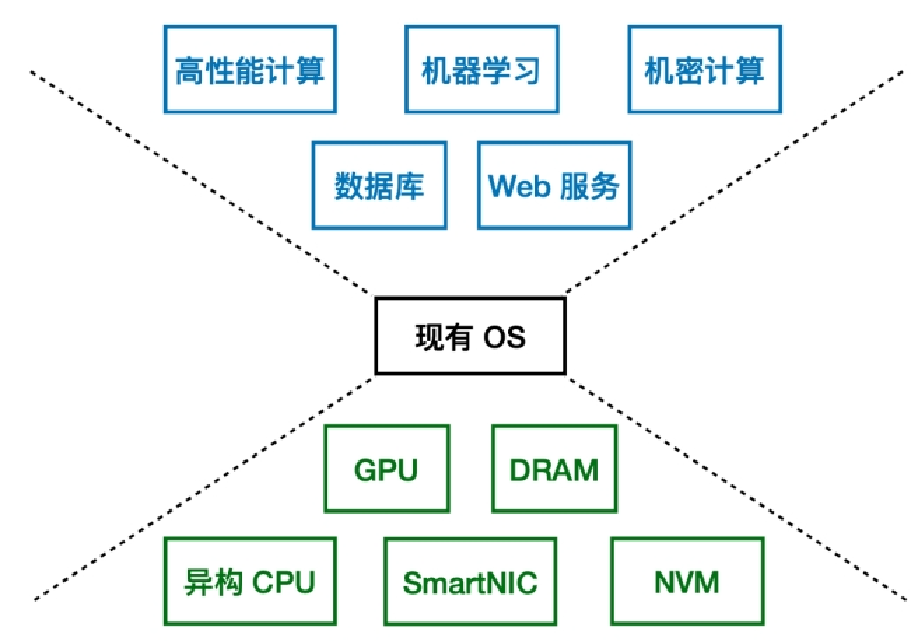 高性能计算
机器学习
机密计算
数据库
Web 服务
现有 OS
GPU
DRAM
异构 CPU
SmartNIC
NVM